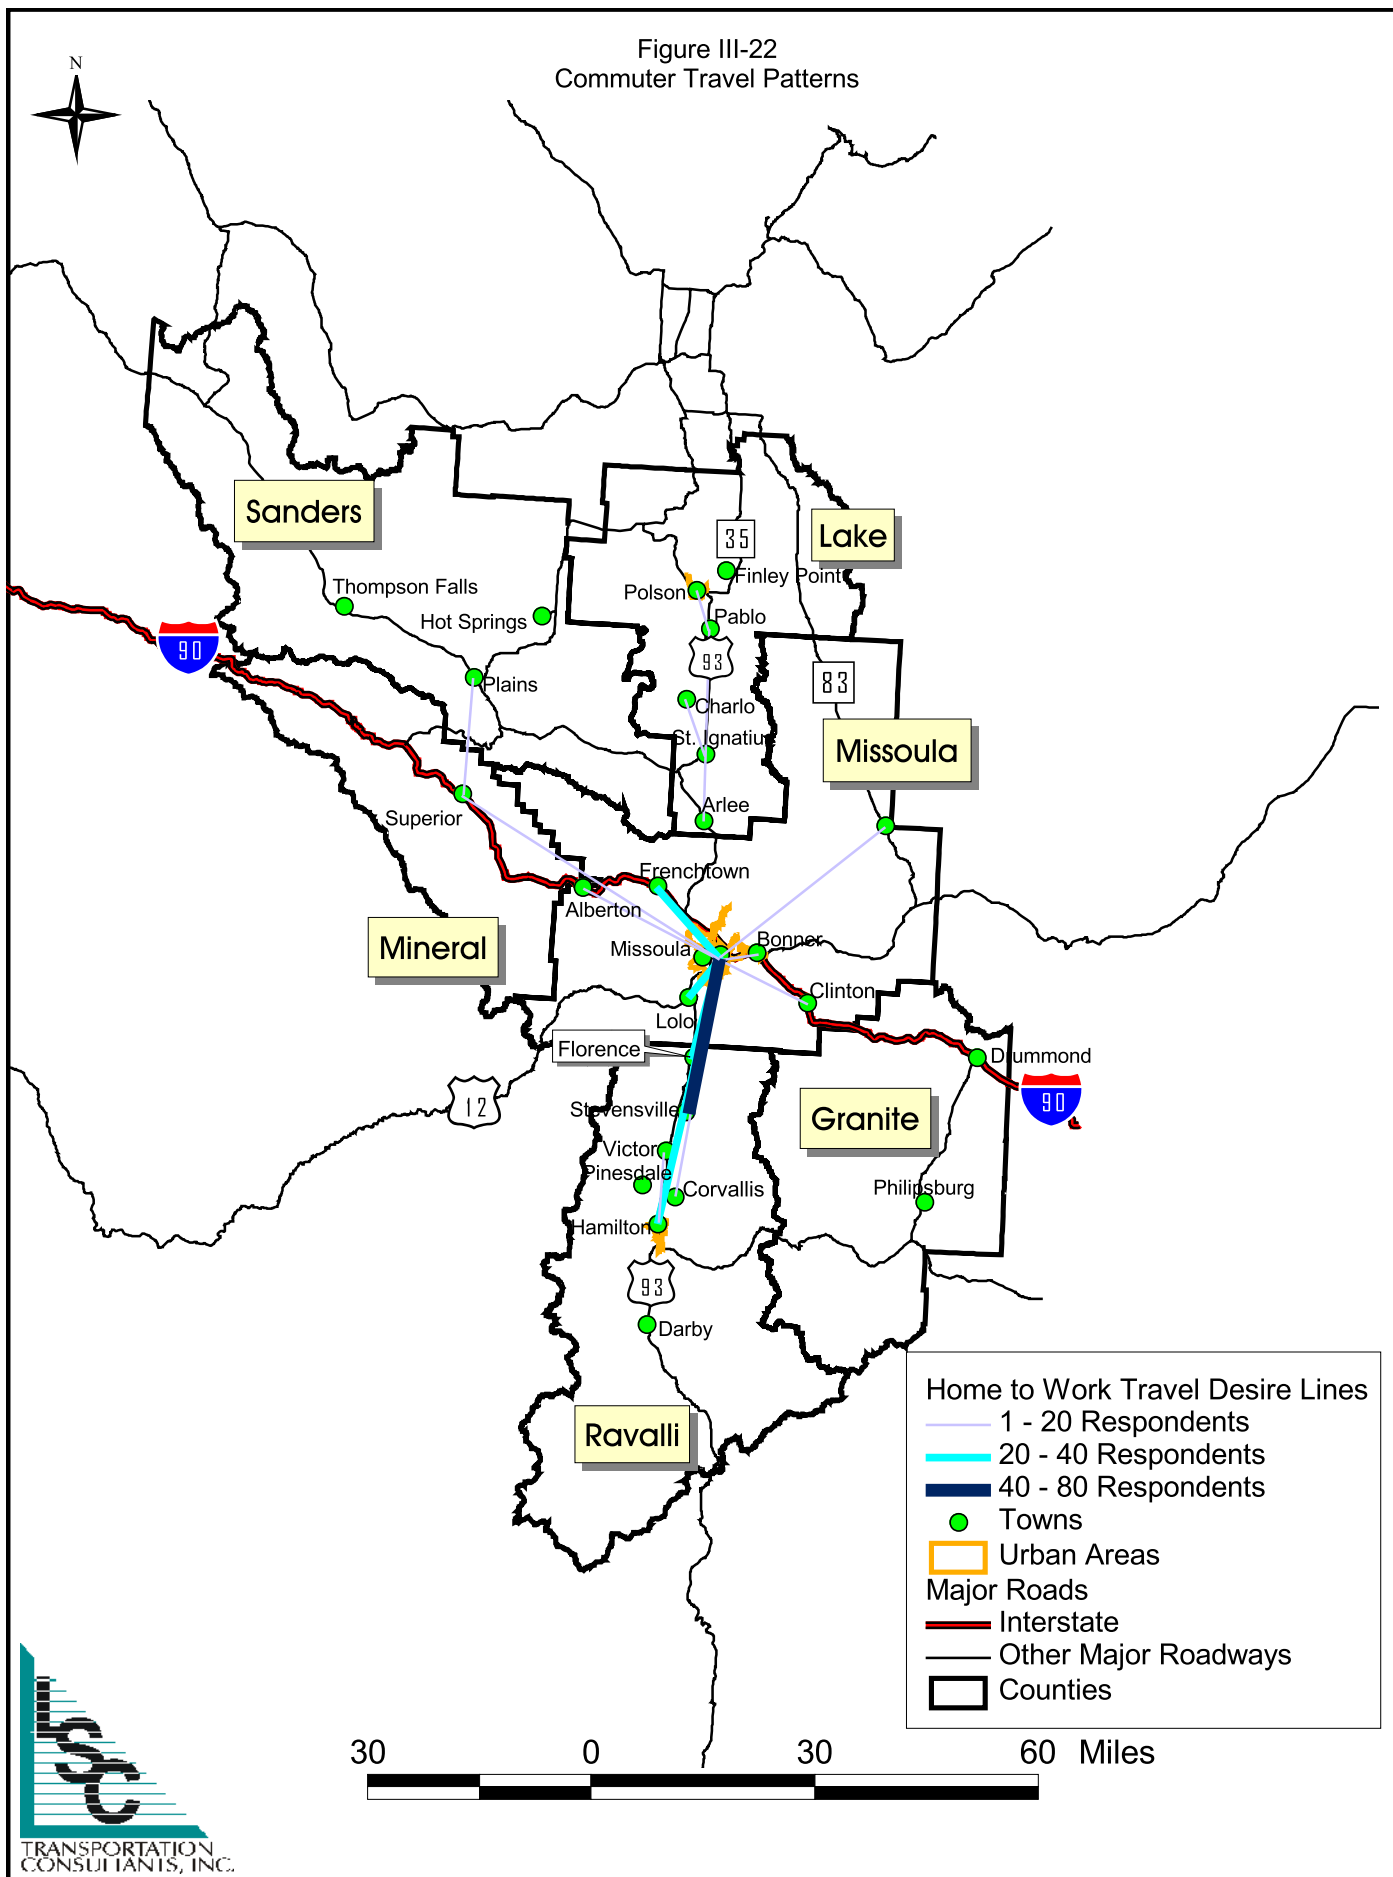 Figure III-22
Commuter Travel Patterns
N
Sanders
35
Lake
Thompson Falls
Finley Point
Polson
Hot Springs
Pablo
90
93
Plains
83
Charlo
St. Ignatius
Missoula
Superior
Arlee
Frenchtown
Alberton
Mineral
Missoula
Bonner
Clinton
Lolo
Florence
Drummond
12
90
Stevensville
Granite
Victor
Pinesdale
Corvallis
Philipsburg
Hamilton
93
Darby
Ravalli
Home to Work Travel Desire Lines
1 - 20 Respondents
20 - 40 Respondents
40 - 80 Respondents
Towns
Urban Areas
Major Roads
Interstate
Other Major Roadways
Counties
30 0 30 60 Miles
LSC
TRANSPORTATION
CONSULTANTS, INC.